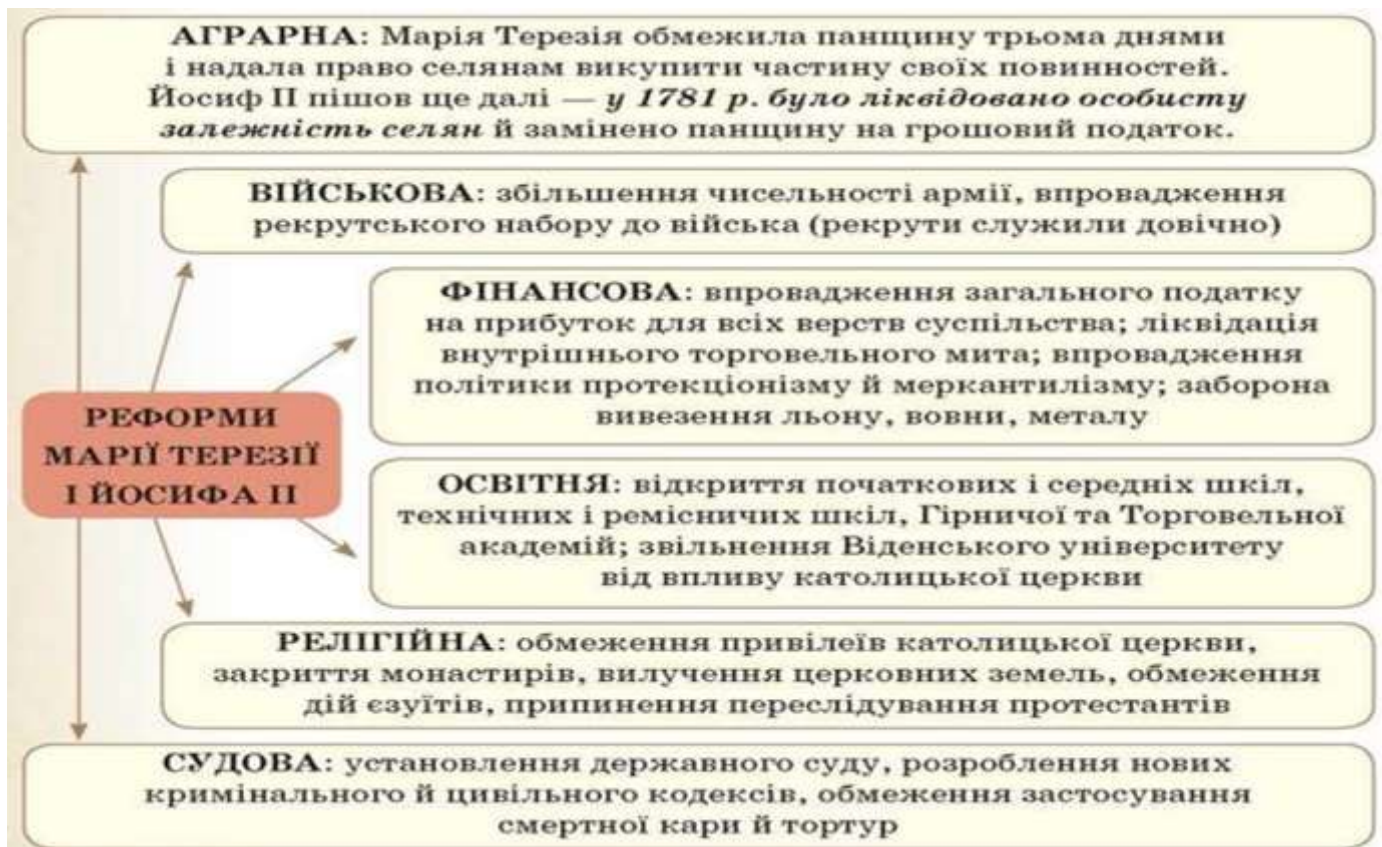 АГРАРНА: Марія Терезія обмежила панщину трьома днями
і надала право селянам викупити частину своїх повинностей.
Йосиф II пішов ще далі — у 1781 р. було ліквідовано особисту
залежність селян й замінено панщину на грошовий податок.
ВІЙСЬКОВА: збільшення чисельності армії, впровадження
рекрутського набору до війська (рекрути служили довічно)
ФІНАНСОВА: впровадження загального податку
на прибуток для всіх верств суспільства; ліквідація
внутрішнього торговельного мита; впровадження
політики протекціонізму й меркантилізму; заборона
вивезення льону, вовни, металу
РЕФОРМИ
МАРІЇ ТЕРЕЗІЇ
І ЙОСИФА II
ОСВІТНЯ: відкриття початкових і середніх шкіл,
технічних і ремісничих шкіл, Гірничої та Торговельної
академій; звільнення Віденського університету
від впливу католицької церкви
РЕЛІГІЙНА: обмеження привілеїв католицької церкви,
закриття монастирів, вилучення церковних земель, обмеження
дій єзуїтів, припинення переслідування протестантів
СУДОВА: установлення державного суду, розроблення нових
кримінального й цивільного кодексів, обмеження застосування
смертної кари й тортур